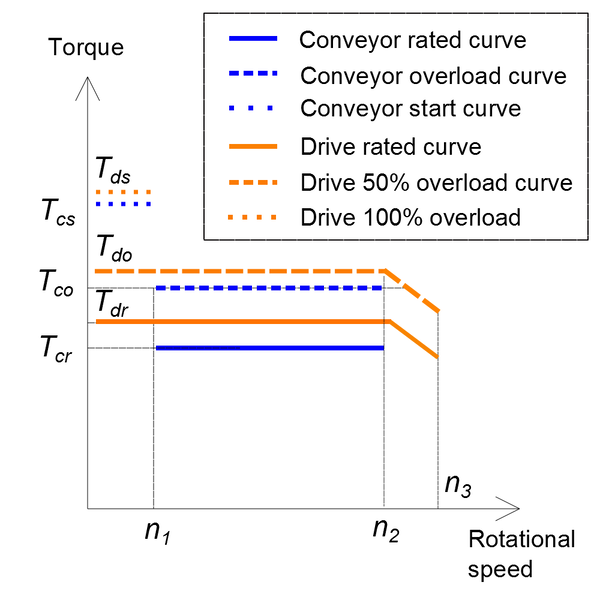 Torque
Conveyor rated curve
Conveyor overload curve
Conveyor start curve
Drive rated curve
Drive 50% overload curve
Drive 100% overload
Tds
Tcs
Tdo
Tco
Tdr
Tcr
n3
n1
n2
Rotational
speed